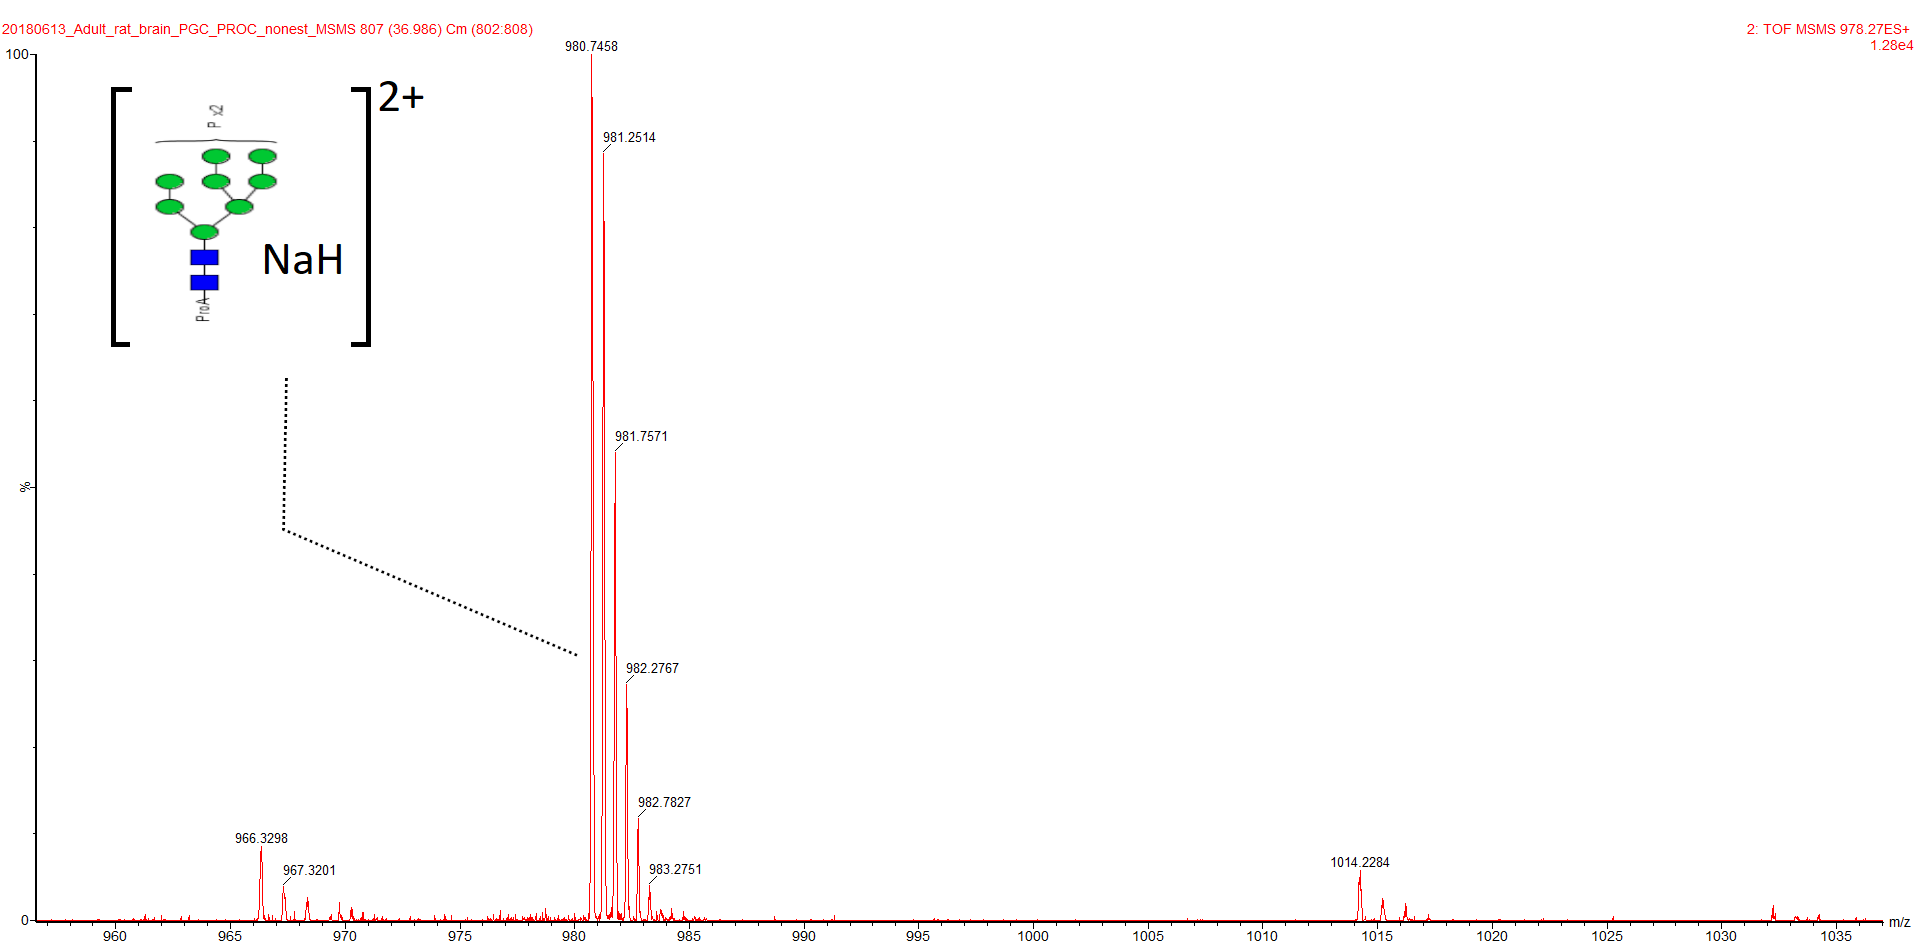 20180613_Adult_rat_brain_PGC_PROC_nonest_MSMS 807 (36.986) Cm (802:808)
2: TOF MSMS 978.27ES+
1.28e4
100
%
0
980.7458
981.2514
981.7571
982.2767
982.7827
983.2751
966.3298
967.3201
1014.2284
2+
P x2
NaH
ProA
960 965 970 975 980 985 990 995 1000 1005 1010 1015 1020 1025 1030 1035 m/z